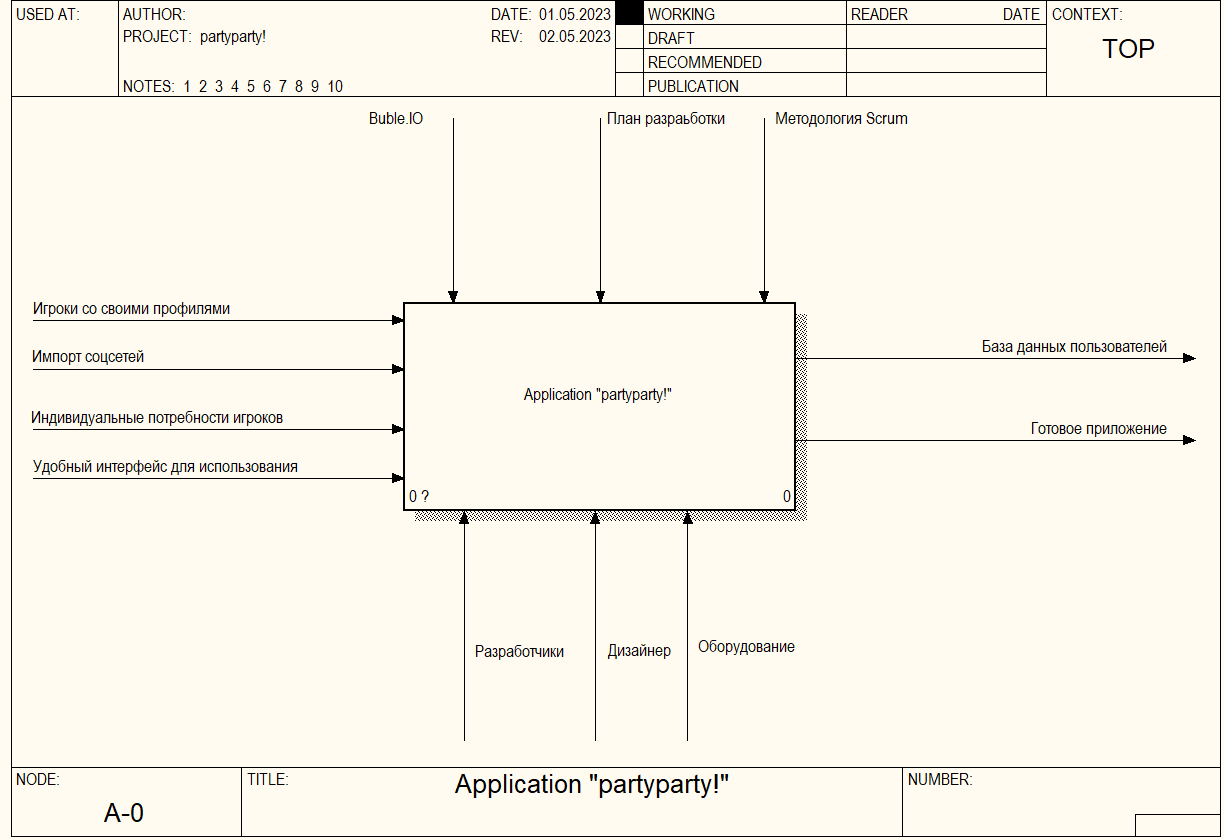 USED AT:
AUTHOR:
DATE: 01.05.2023
PROJECT: partyparty!
REV: 02.05.2023
NOTES: 1 2 3 4 5 6 7 8 9 10
WORKING
DRAFT
RECOMMENDED
PUBLICATION
READER DATE
CONTEXT:
TOP
Buble.IO
План разраьботки
Методология Scrum
Игроки со своими профилями
Импорт соцсетей
Индивидуальные потребности игроков
Удобный интерфейс для использования
Application "partyparty!"
0 ?
0
База данных пользователей
Готовое приложение
Разработчики
Дизайнер
Оборудование
NODE:
A-0
TITLE:
Application "partyparty!"
NUMBER: